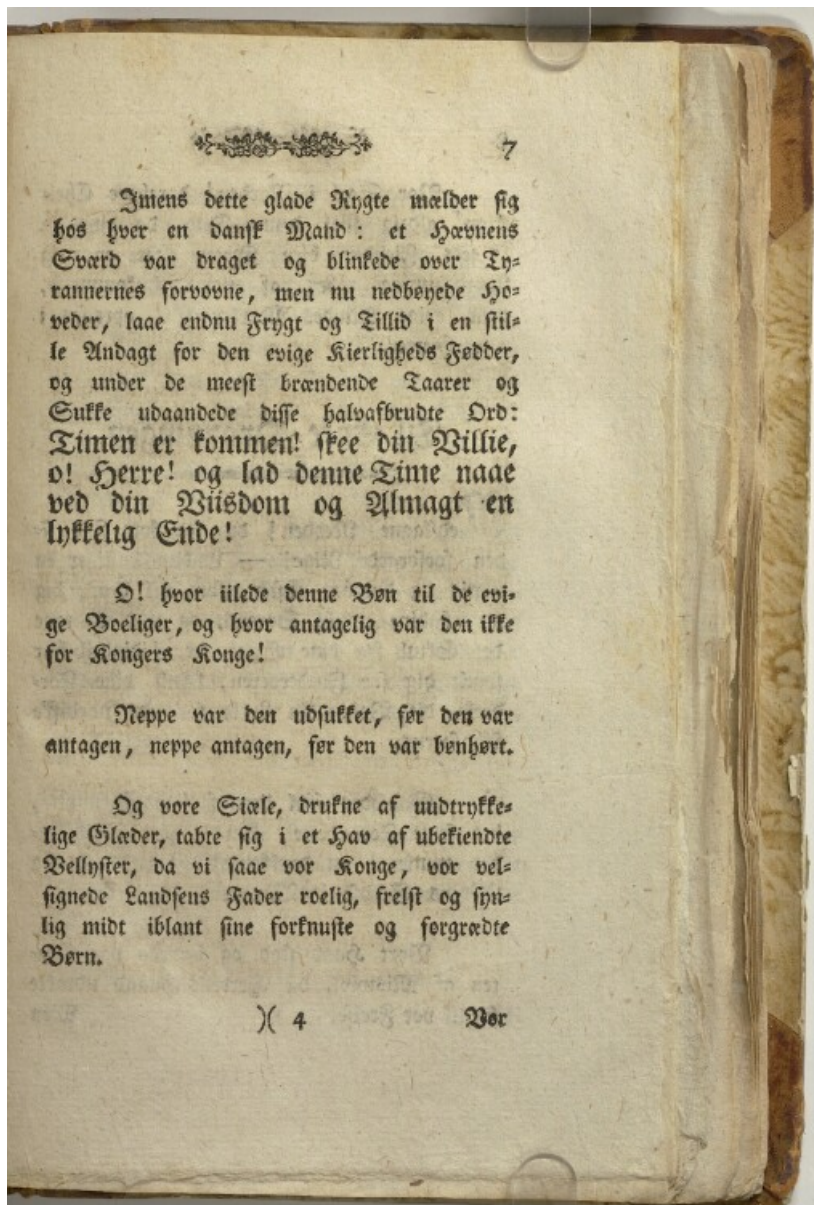 7
Imens dette glade Rygte mælder sig
hos hver en dansk Mand : et Hævnens
Sværd var draget og blinkede over Ty⸗
rannernes forvovne, men nu nedbøyede Ho⸗
veder, laae endnu Frygt og Tillid i en stil⸗
le Andagt for den evige Kierligheds Fødder,
og under de meest brændende Taarer og
Sukke udaandede disse halvafbrudte Ord:
Timen er kommen! skee din Villie,
o! Herre! og lad denne Time naae
ved din Viisdom og Almagt en
lykkelig Ende!
O! hvor iilede denne Bøn til de evi⸗
ge Boeliger, og hvor antagelig var den ikke
for Kongers Konge!
Neppe var den udsukket, før den var
antagen, neppe antagen, før den var bønhørt.
Og vore Siæle, drukne af uudtrykke⸗
lige Glæder, tabte sig i et Hav af ubekiendte
Vellyster, da vi saae vor Konge, vor vel⸗
signede Landsens Fader roelig, frelst og syn⸗
lig midt iblant sine forknuste og førgrædte
Børn.
)( 4 Vor